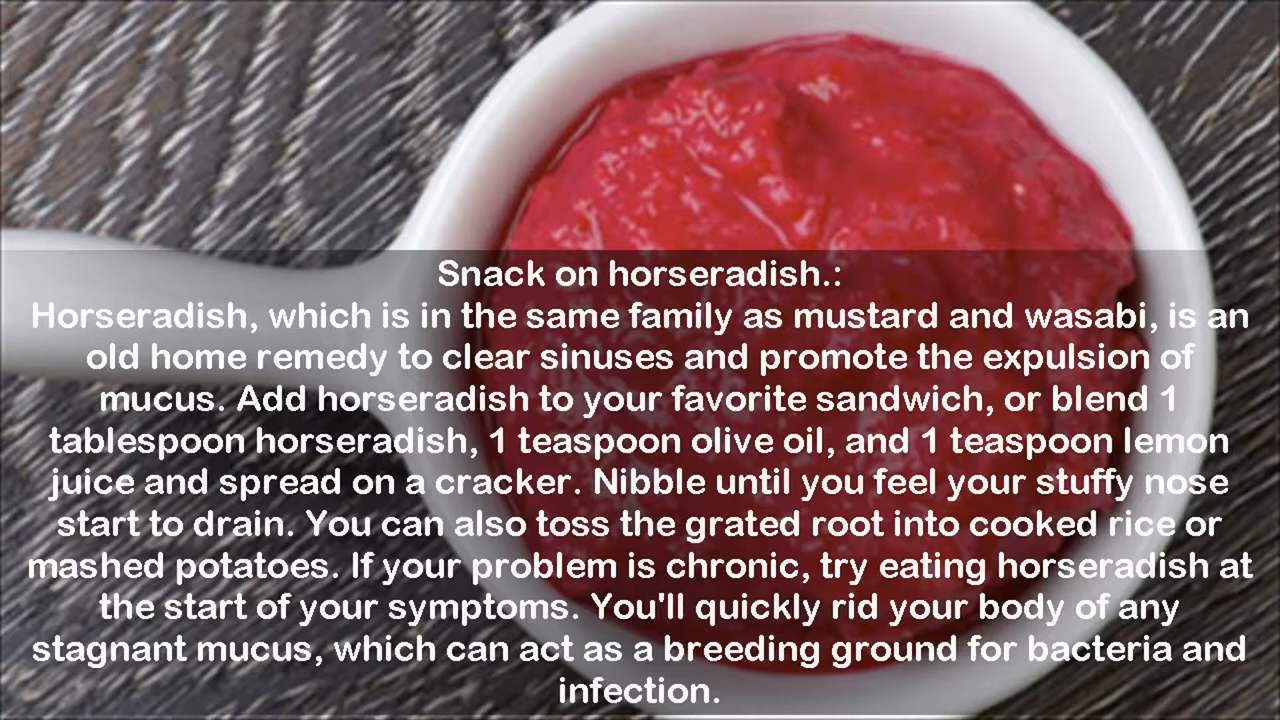 Snack on horseradish.:
Horseradish, which is in the same family as mustard and wasabi, is an
old home remedy to clear sinuses and promote the expulsion of
mucus. Add horseradish to your favorite sandwich, or blend 1
tablespoon horseradish, 1 teaspoon olive oil, and 1 teaspoon lemon
juice and spread on a cracker. Nibble until you feel your stuffy nose
start to drain. You can also toss the grated root into cooked rice or
mashed potatoes. If your problem is chronic, try eating horseradish at
the start of your symptoms. You'll quickly rid your body of any
stagnant mucus, which can act as a breeding ground for bacteria and
infection.